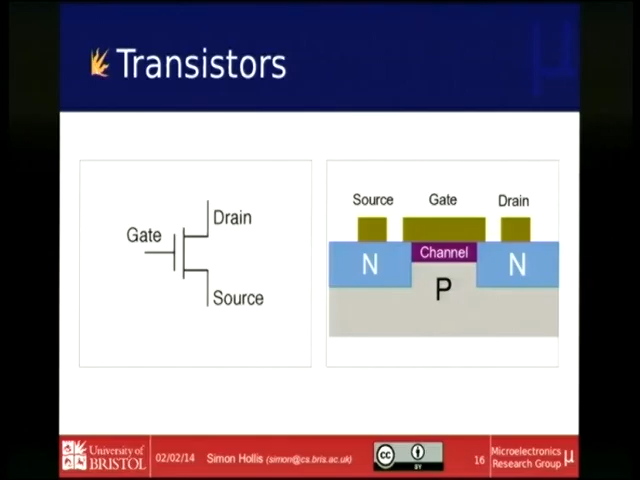 Transistors
Gate
Drain
Source
Source Gate Drain
Channel
N N
P
University of
BRISTOL
02/02/14
Simon Hollis (simon@cs.bris.ac.uk)
cc
BY
16
Microelectronics
Research Group
μ